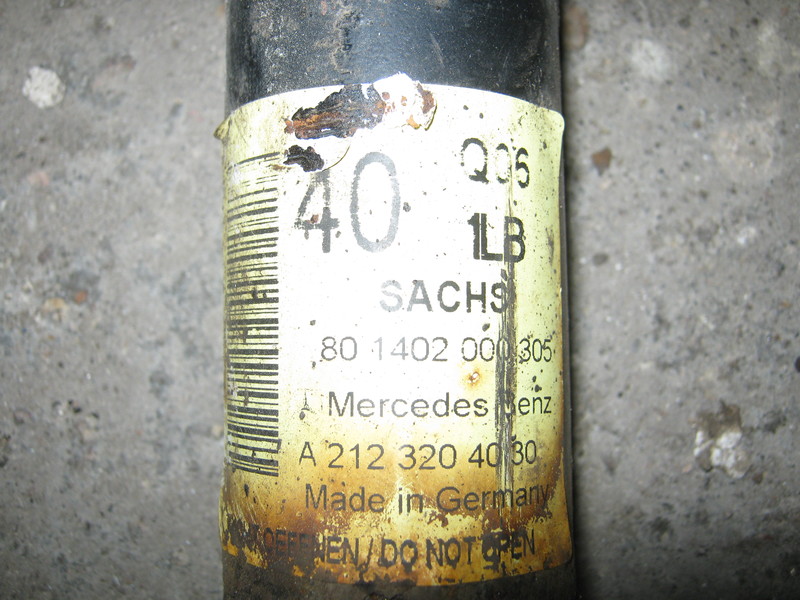 40 Q06
1LB
SACHS
80 1402 000 305
Mercedes Benz
A 212 320 40 30
Made in Germany
OEFFNEN / DO NOT OPEN